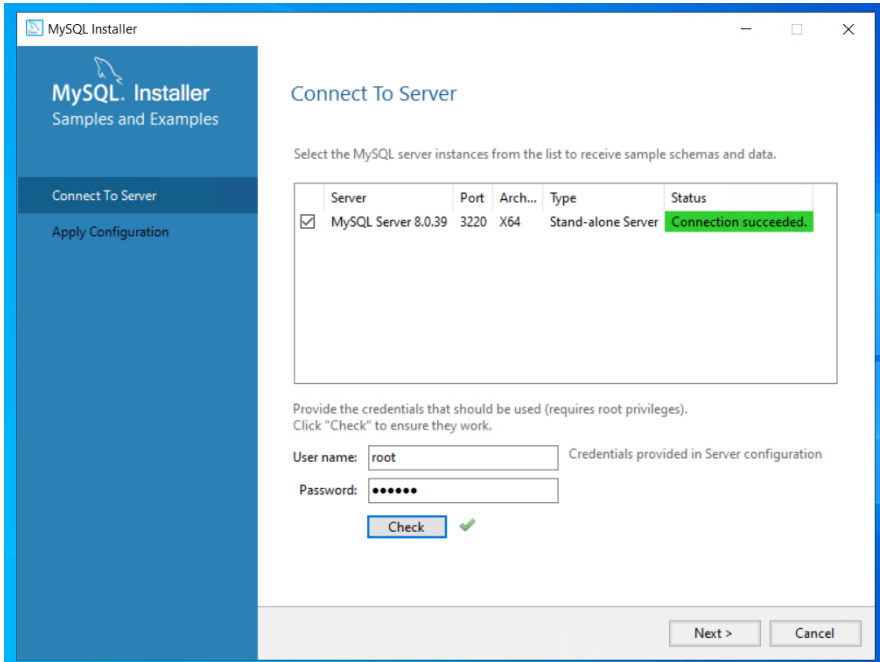 MySQL Installer
MySQL. Installer
Samples and Examples
Connect To Server
Apply Configuration
Connect To Server
Select the MySQL server instances from the list to receive sample schemas and data.
Server Port Arch... Type Status
MySQL Server 8.0.39 3220 X64 Stand-alone Server Connection succeeded.
Provide the credentials that should be used (requires root privileges).
Click "Check" to ensure they work.
User name: root Credentials provided in Server configuration
Password: ••••••
Check
Next > Cancel